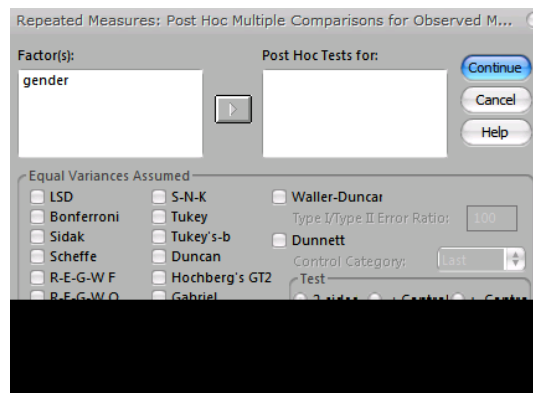 Repeated Measures: Post Hoc Multiple Comparisons for Observed M...
Factor(s):
Post Hoc Tests for:
gender
Continue
Cancel
Help
Equal Variances Assumed
LSD
S-N-K
Waller-Duncar
Bonferroni
Tukey
Type I/Type II Error Ratio:
100
Sidak
Tukey's-b
Dunnett
Scheffe
Duncan
Control Category:
Last
R-E-G-W F
Hochberg's GT2
Test
R-E-G-W Q
Gabriel